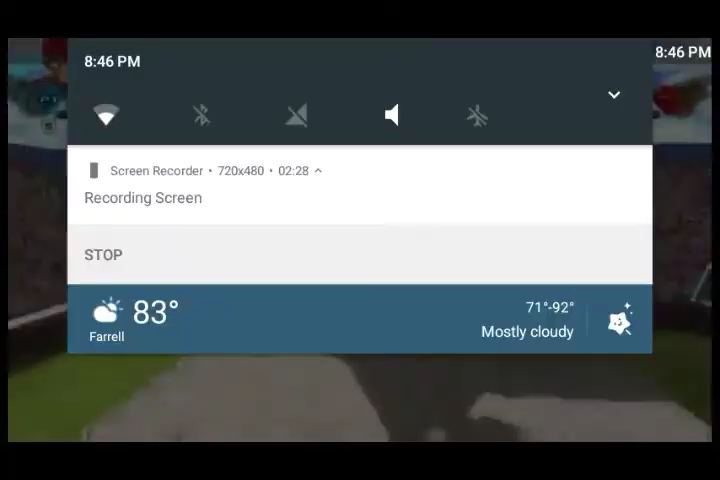 8:46 PM
8:46 PM
Screen Recorder • 720x480 • 02:28
Recording Screen
STOP
83°
Farrell
71°-92°
Mostly cloudy